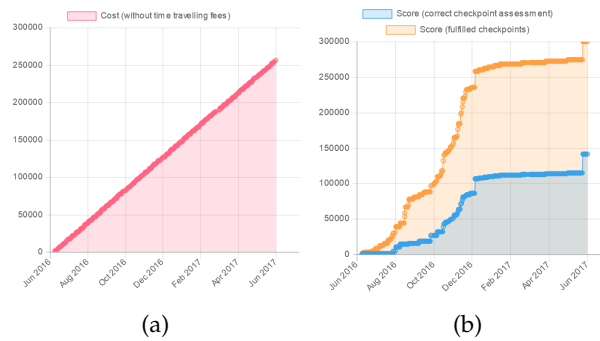 Cost (without time travelling fees)
300000
250000
200000
150000
100000
50000
0
Jun 2016
Aug 2016
Oct 2016
Dec 2016
Feb 2017
Apr 2017
Jun 2017
(a)
Score (correct checkpoint assessment)
Score (fulfilled checkpoints)
300000
250000
200000
150000
100000
50000
0
Jun 2016
Aug 2016
Oct 2016
Dec 2016
Feb 2017
Apr 2017
Jun 2017
(b)